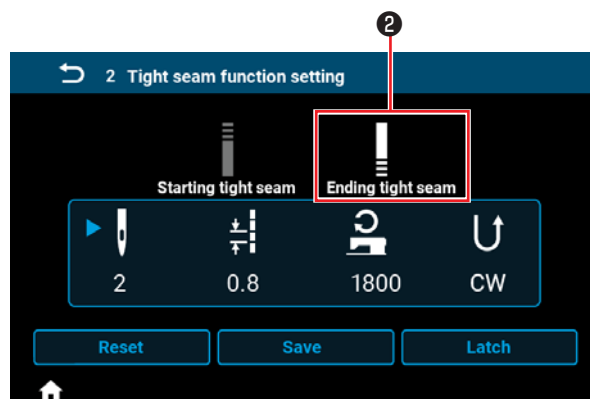 ❷
2 Tight seam function setting
Starting tight seam Ending tight seam
2 0.8 1800 CW
Reset Save Latch